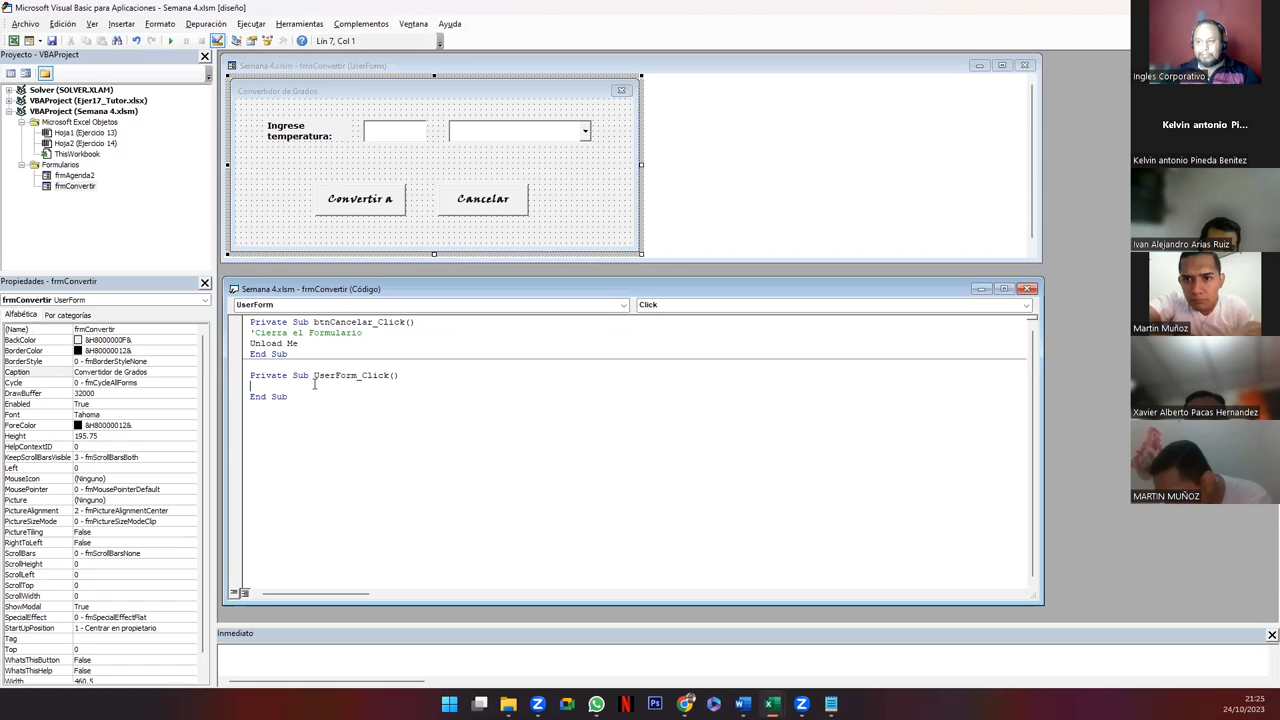 Microsoft Visual Basic para Aplicaciones - Semana 4.xlsm [diseño]
Archivo Edición Ver Insertar Formato Depuración Ejecutar Herramientas Complementos Ventana Ayuda
Lín 7, Col 1
Proyecto - VBAProject
Solver (SOLVER.XLAM)
VBAProject (Ejer17_Tutor.xlsx)
VBAProject (Semana 4.xlsm)
Microsoft Excel Objetos
Hoja1 (Ejercicio 13)
Hoja2 (Ejercicio 14)
ThisWorkbook
Formularios
frmAgenda2
frmConvertir
Propiedades - frmConvertir
frmConvertir UserForm
Alfabética Por categorías
(Name) frmConvertir
BackColor &H8000000F&
BorderColor &H80000012&
BorderStyle 0 - fmBorderStyleNone
Caption Convertidor de Grados
Cycle 0 - fmCycleAllForms
DrawBuffer 32000
Enabled True
Font Tahoma
ForeColor &H80000012&
Height 195.75
HelpContextID 0
KeepScrollBarsVisible 3 - fmScrollBarsBoth
Left 0
MouseIcon (Ninguno)
MousePointer 0 - fmMousePointerDefault
Picture (Ninguno)
PictureAlignment 2 - fmPictureAlignmentCenter
PictureSizeMode 0 - fmPictureSizeModeClip
PictureTiling False
RightToLeft False
ScrollBars 0 - fmScrollBarsNone
ScrollHeight 0
ScrollLeft 0
ScrollTop 0
ScrollWidth 0
ShowModal True
SpecialEffect 0 - fmSpecialEffectFlat
StartUpPosition 1 - Centrar en propietario
Tag
Top 0
WhatsThisButton False
WhatsThisHelp False
Width 460.5
Semana 4.xlsm - frmConvertir (UserForm)
Convertidor de Grados
Ingrese
temperatura:
Convertir a Cancelar
Semana 4.xlsm - frmConvertir (Código)
UserForm Click
Private Sub btnCancelar_Click()
'Cierra el Formulario
Unload Me
End Sub
Private Sub UserForm_Click()
End Sub
Inmediato
Ingles Corporativo
Kelvin antonio Pi...
Kelvin antonio Pineda Benitez
Ivan Alejandro Arias Ruiz
Martin Muñoz
Xavier Alberto Pacas Hernandez
MARTIN MUÑOZ
21:25
24/10/2023